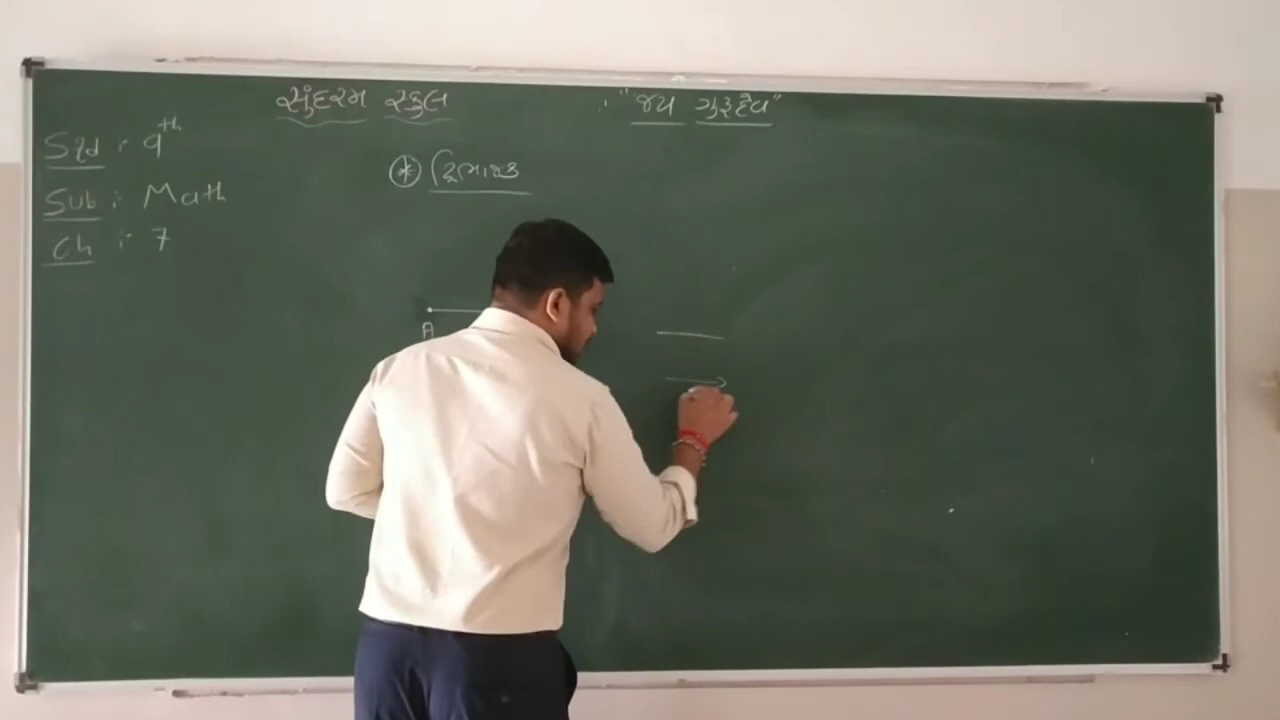 સુંદરમ સ્કુલ
"જય ગુરૂદેવ"
Std : 9th
Sub : Math
Ch : 7
દ્વિભાજક
A